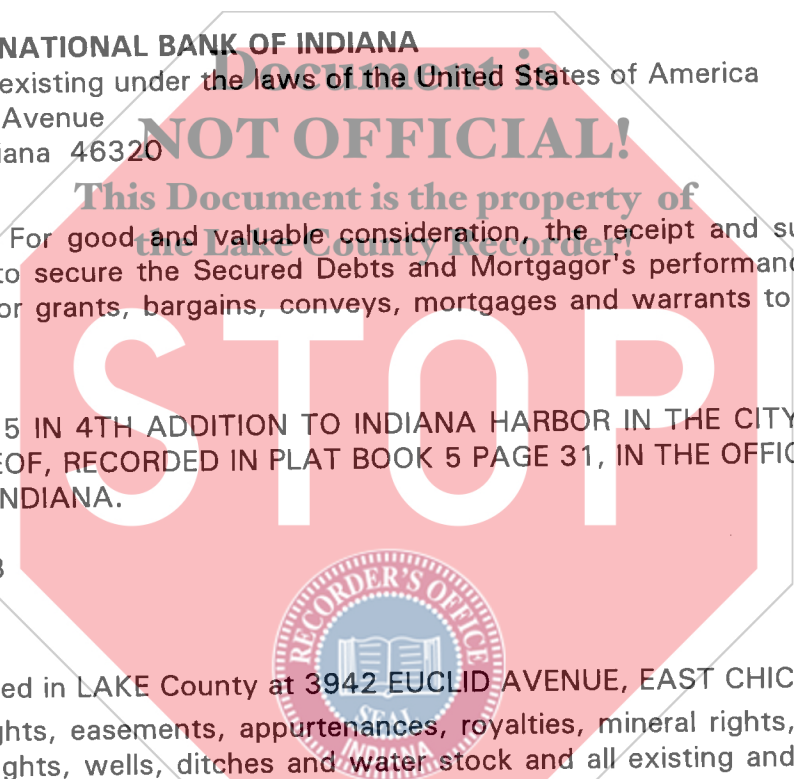 NATIONAL BANK OF INDIANA
existing under the laws of the United States of America
Avenue
iana 46320
Document is
NOT OFFICIAL!
This Document is the property of
the Lake County Recorder!
For good and valuable consideration, the receipt and su
to secure the Secured Debts and Mortgagor's performanc
or grants, bargains, conveys, mortgages and warrants to
STOP
5 IN 4TH ADDITION TO INDIANA HARBOR IN THE CITY
EOF, RECORDED IN PLAT BOOK 5 PAGE 31, IN THE OFFIC
INDIANA.
RECORDER'S OFFICE
SEAL
INDIANA
ed in LAKE County at 3942 EUCLID AVENUE, EAST CHIC
ghts, easements, appurtenances, royalties, mineral rights,
ghts, wells, ditches and water stock and all existing and